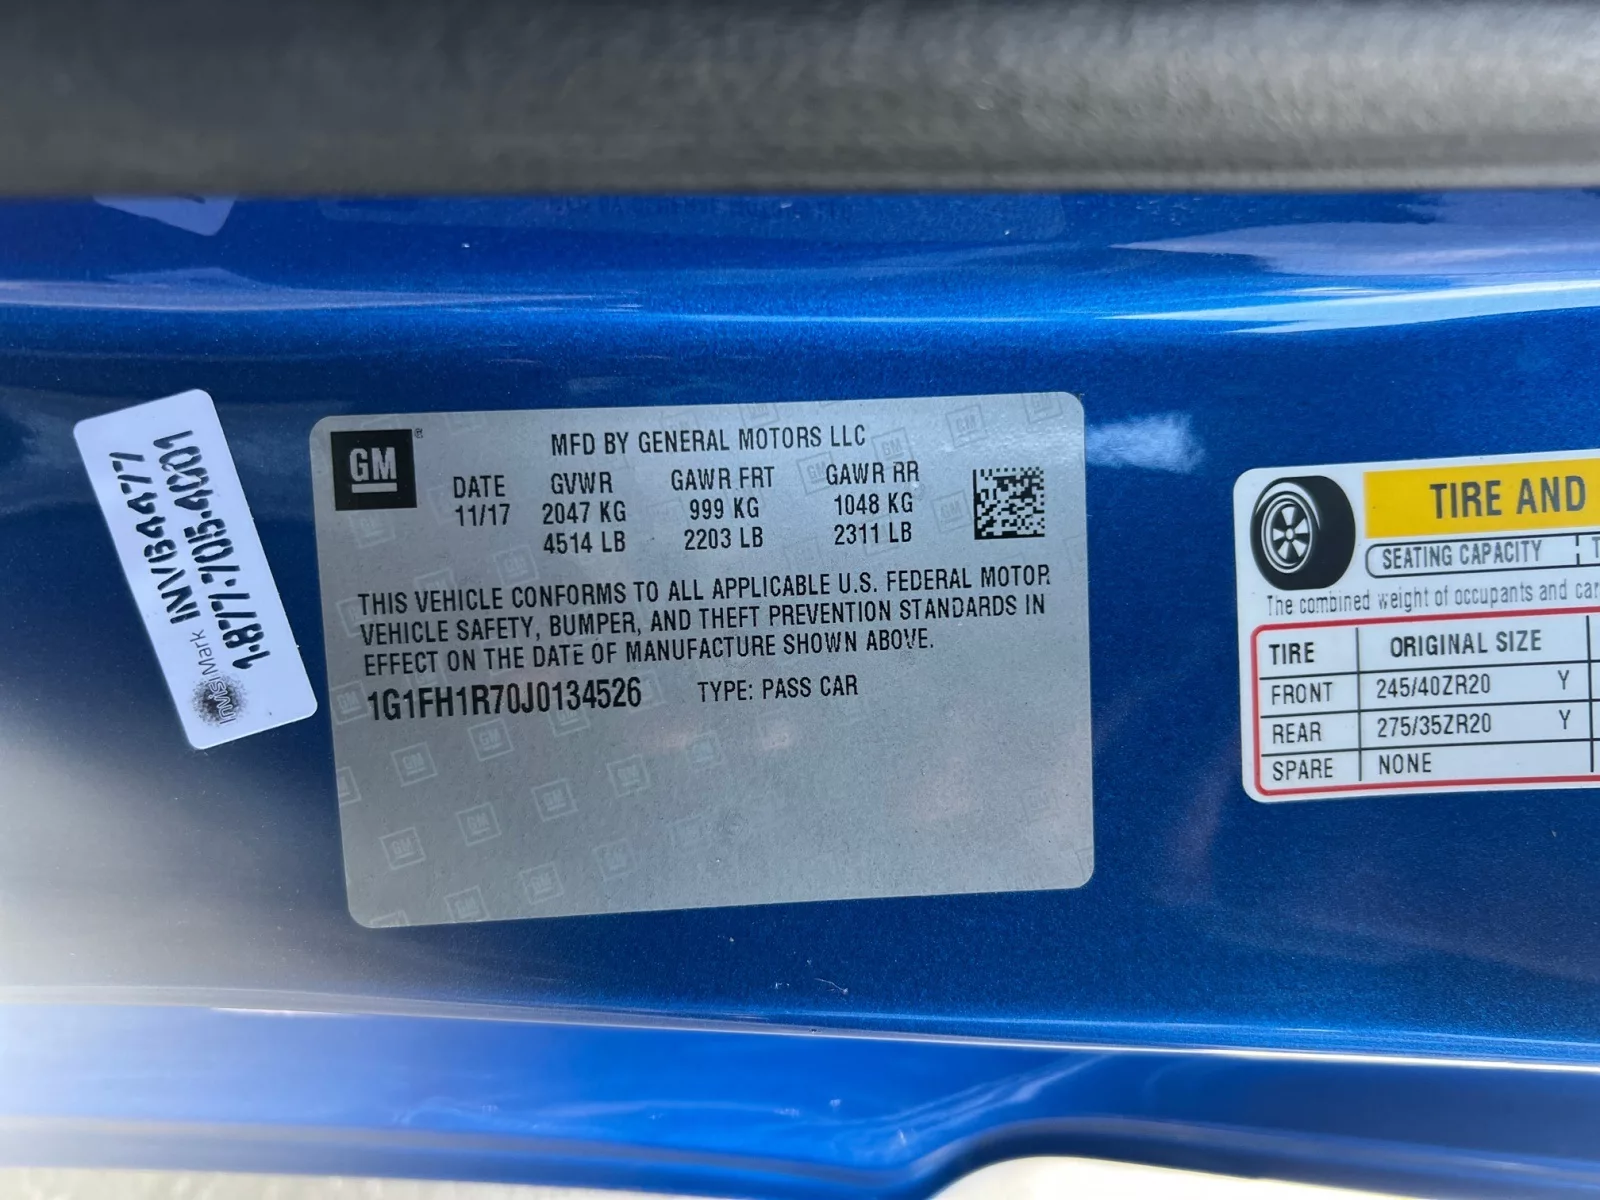 INVB4477
1.877.705.4001
InvisiMark
GM
MFD BY GENERAL MOTORS LLC
DATE GVWR GAWR FRT GAWR RR
11/17 2047 KG 999 KG 1048 KG
4514 LB 2203 LB 2311 LB
THIS VEHICLE CONFORMS TO ALL APPLICABLE U.S. FEDERAL MOTOR
VEHICLE SAFETY, BUMPER, AND THEFT PREVENTION STANDARDS IN
EFFECT ON THE DATE OF MANUFACTURE SHOWN ABOVE.
1G1FH1R70J0134526 TYPE: PASS CAR
TIRE AND
SEATING CAPACITY
The combined weight of occupants and
TIRE ORIGINAL SIZE
FRONT 245/40ZR20 Y
REAR 275/35ZR20 Y
SPARE NONE